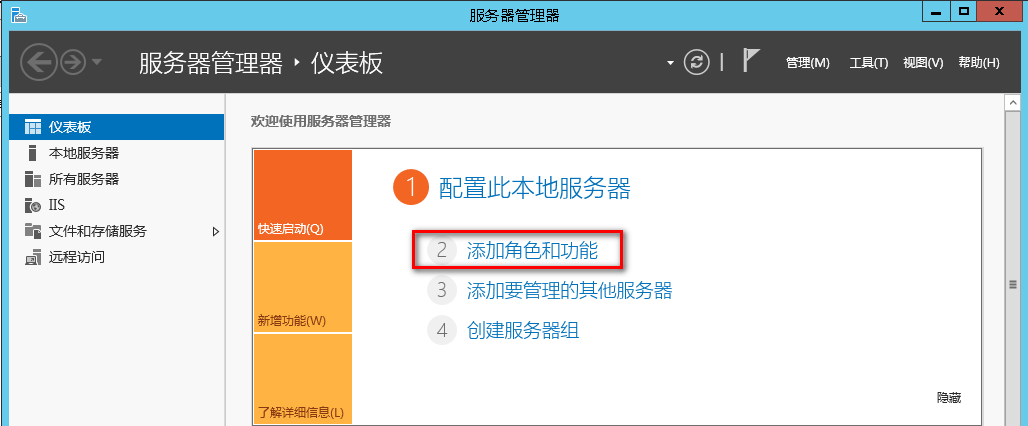 服务器管理器
服务器管理器 ‣ 仪表板
管理(M) 工具(T) 视图(V) 帮助(H)
仪表板
本地服务器
所有服务器
IIS
文件和存储服务
远程访问
欢迎使用服务器管理器
快速启动(Q)
新增功能(W)
了解详细信息(L)
1 配置此本地服务器
2 添加角色和功能
3 添加要管理的其他服务器
4 创建服务器组
隐藏